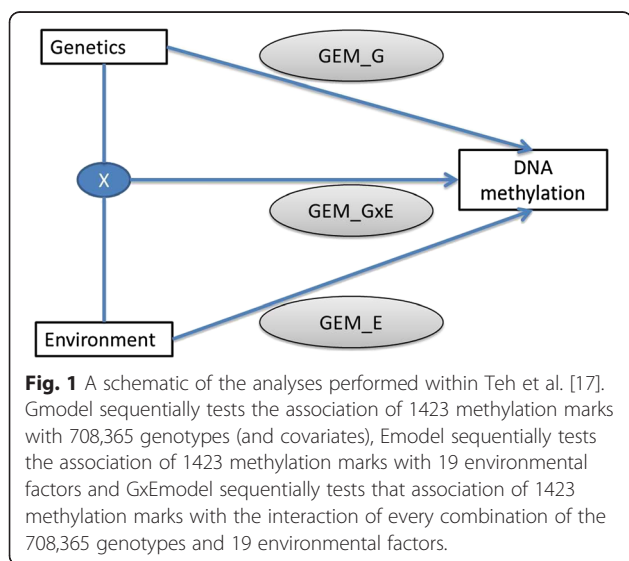 Genetics
GEM_G
X
DNA
methylation
GEM_GxE
Environment
GEM_E
Fig. 1 A schematic of the analyses performed within Teh et al. [17].
Gmodel sequentially tests the association of 1423 methylation marks
with 708,365 genotypes (and covariates), Emodel sequentially tests
the association of 1423 methylation marks with 19 environmental
factors and GxEmodel sequentially tests that association of 1423
methylation marks with the interaction of every combination of the
708,365 genotypes and 19 environmental factors.